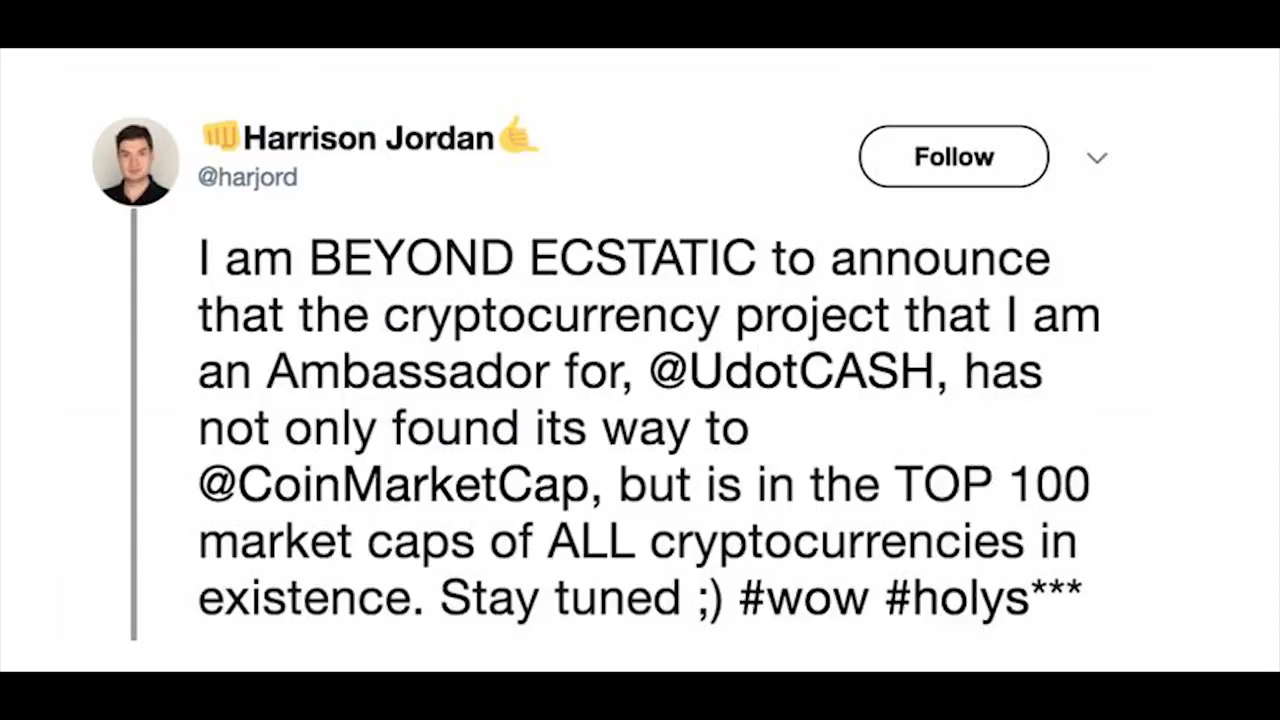 👊Harrison Jordan🤙
@harjord
Follow
I am BEYOND ECSTATIC to announce
that the cryptocurrency project that I am
an Ambassador for, @UdotCASH, has
not only found its way to
@CoinMarketCap, but is in the TOP 100
market caps of ALL cryptocurrencies in
existence. Stay tuned ;) #wow #holys***